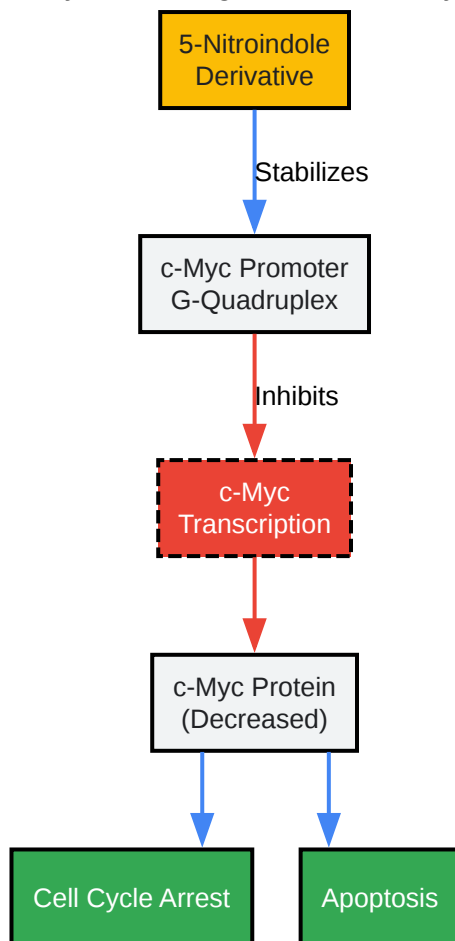 5-Nitroindole
Derivative
Stabilizes
c-Myc Promoter
G-Quadruplex
Inhibits
c-Myc
Transcription
c-Myc Protein
(Decreased)
Cell Cycle Arrest
Apoptosis